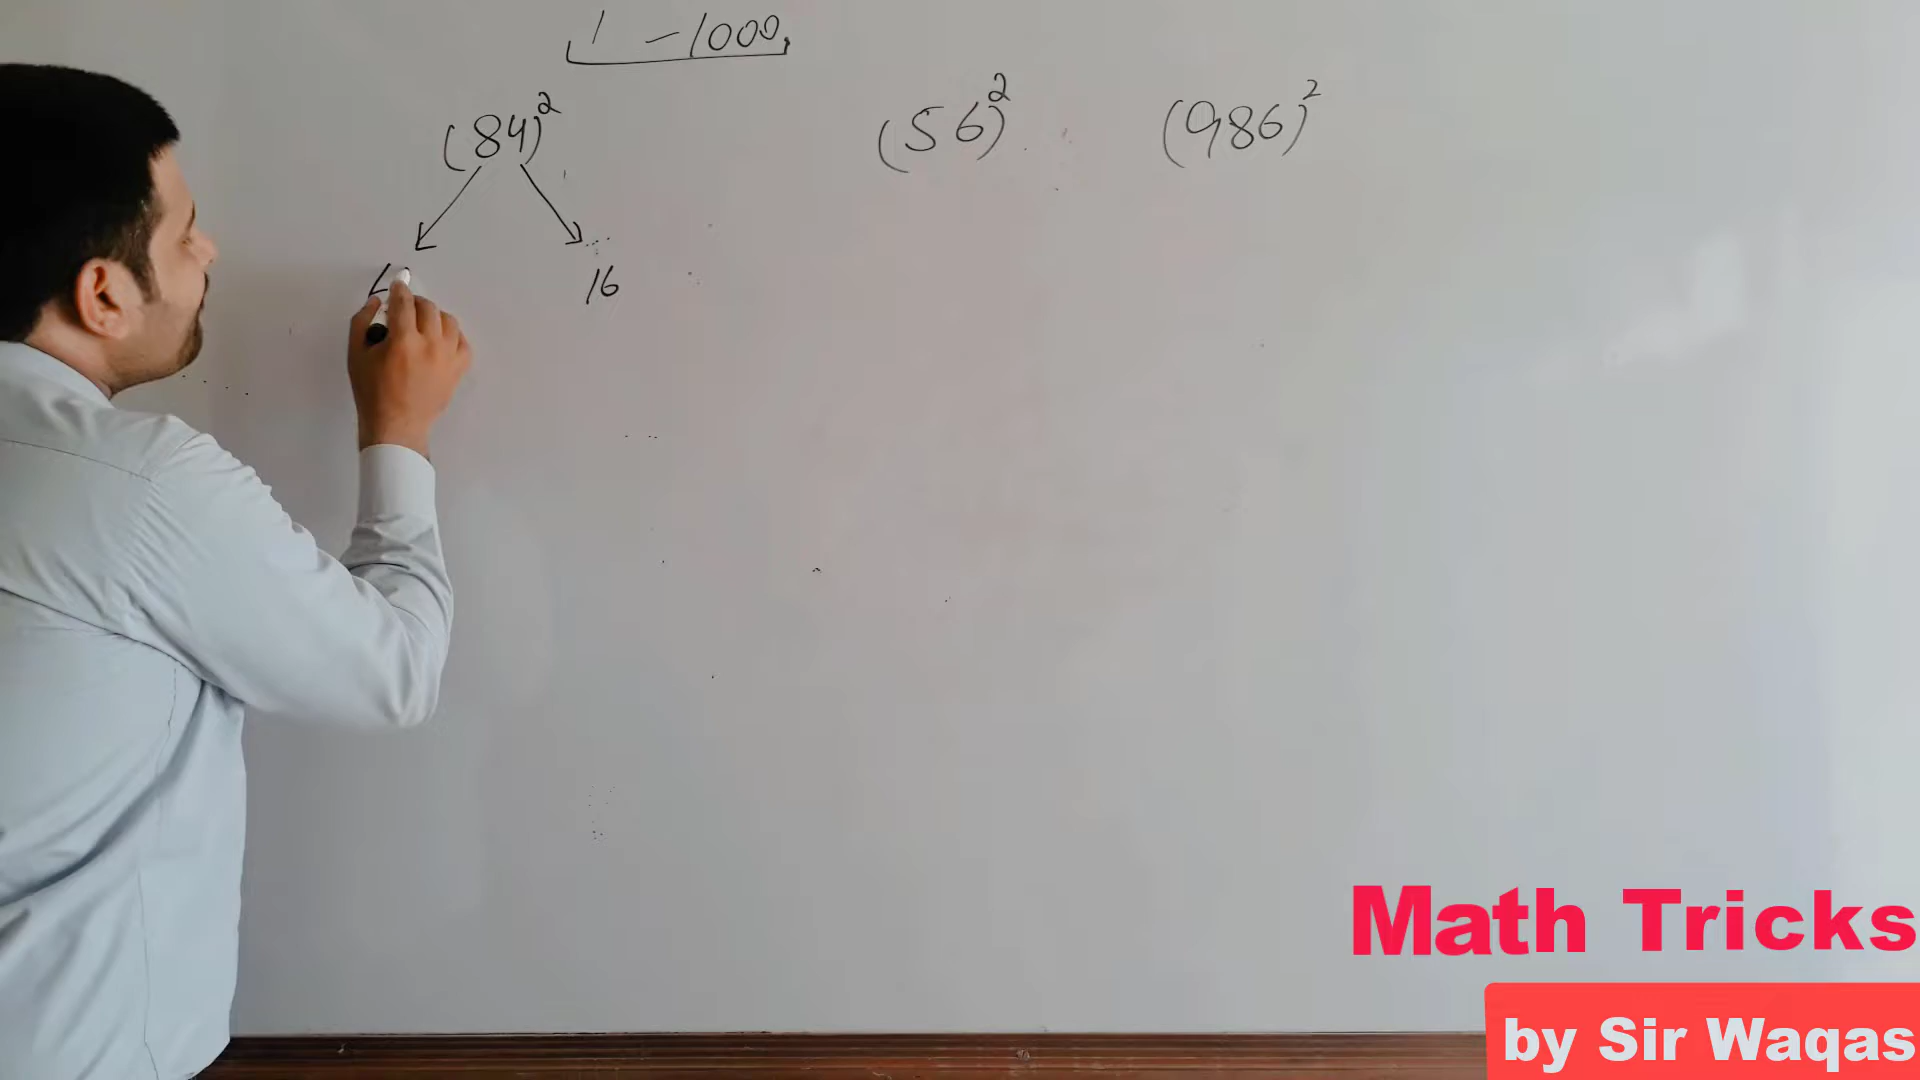 1 - 1000
(84)² (56)² (986)²
16
Math Tricks
by Sir Waqas